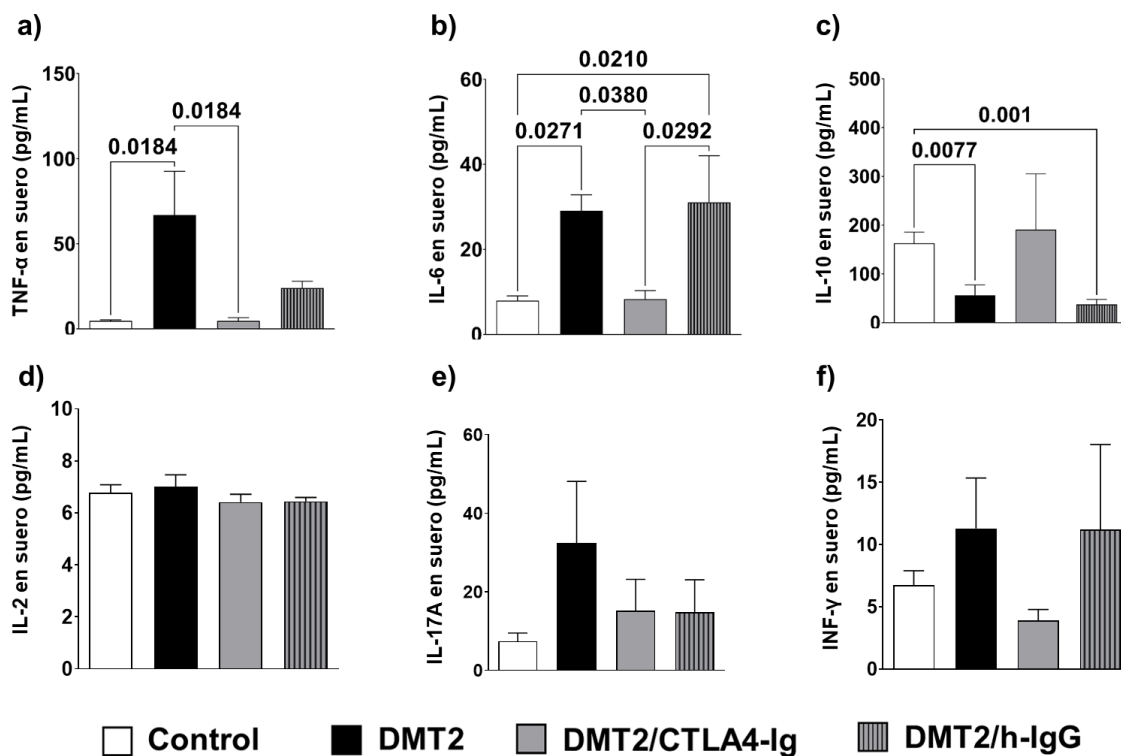 a)
TNF-α en suero (pg/mL)
150
100
50
0
0.0184
0.0184
b)
IL-6 en suero (pg/mL)
60
40
20
0
0.0210
0.0380
0.0271
0.0292
c)
IL-10 en suero (pg/mL)
500
400
300
200
100
0
0.001
0.0077
d)
IL-2 en suero (pg/mL)
10
8
6
4
2
0
e)
IL-17A en suero (pg/mL)
60
40
20
0
f)
INF-γ en suero (pg/mL)
20
15
10
5
0
Control
DMT2
DMT2/CTLA4-Ig
DMT2/h-IgG